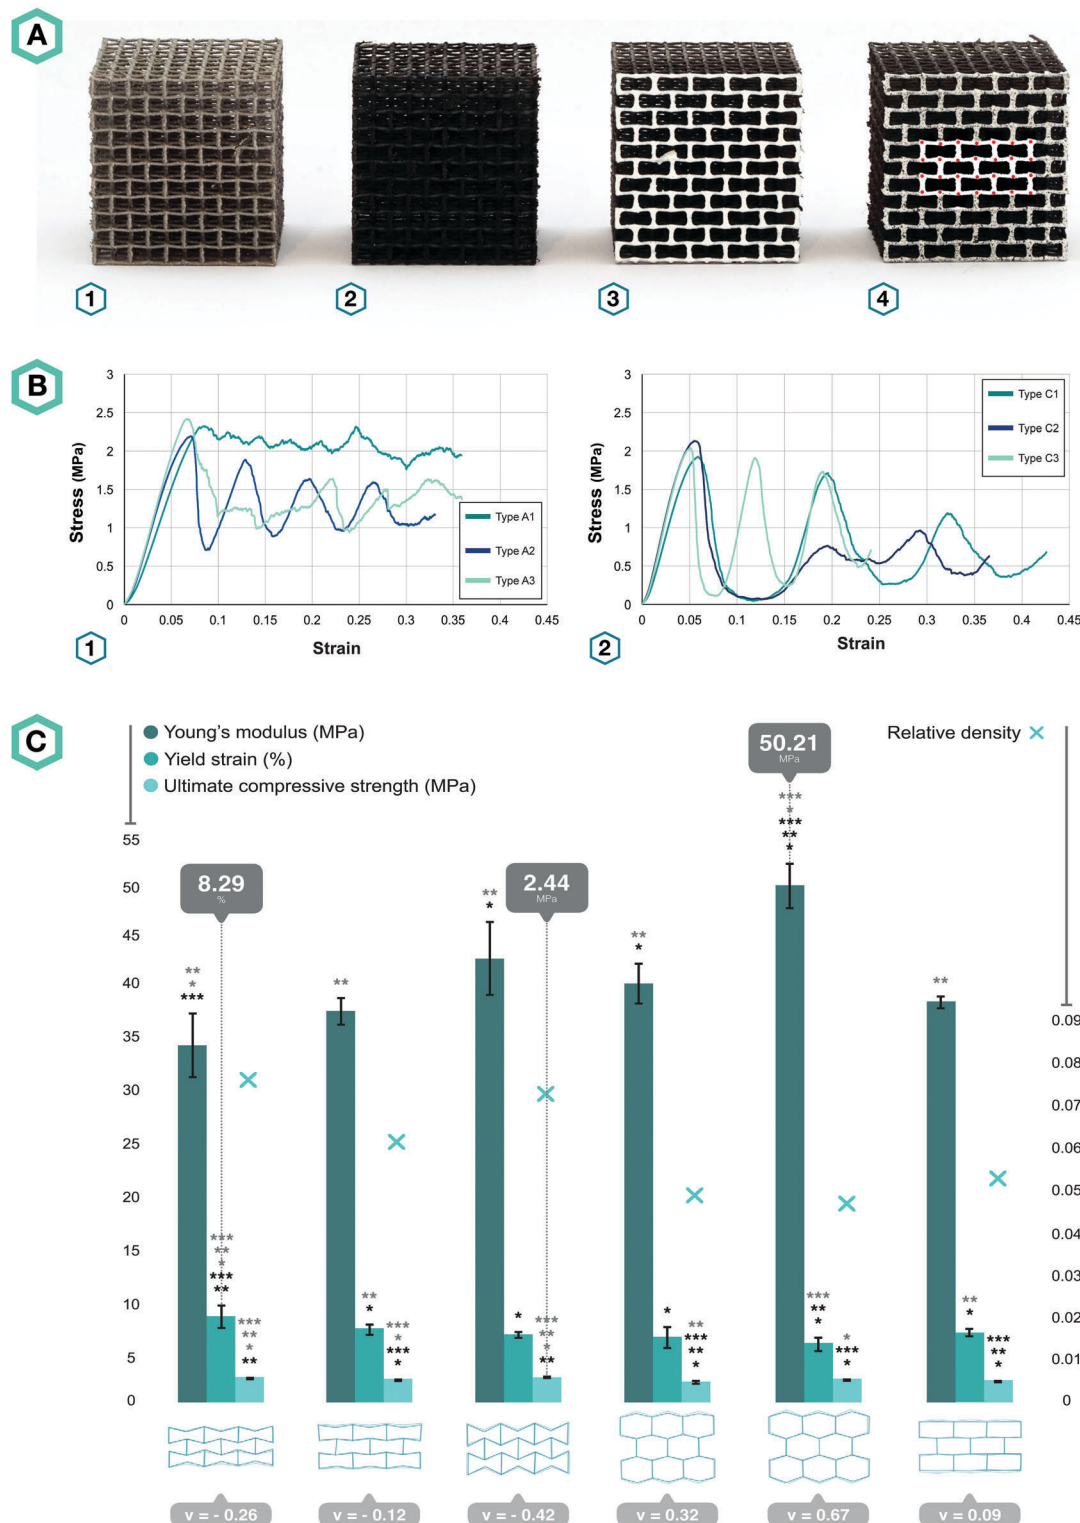 A
1
2
3
4
B
3
2.5
2
1.5
1
0.5
0
Stress (MPa)
0 0.05 0.1 0.15 0.2 0.25 0.3 0.35 0.4 0.45
Strain
Type A1
Type A2
Type A3
1
3
2.5
2
1.5
1
0.5
0
Stress (MPa)
0 0.05 0.1 0.15 0.2 0.25 0.3 0.35 0.4 0.45
Strain
Type C1
Type C2
Type C3
2
C
Young's modulus (MPa)
Yield strain (%)
Ultimate compressive strength (MPa)
Relative density ×
50.21
MPa
8.29
%
2.44
MPa
55
50
45
40
35
30
25
20
15
10
5
0
0.09
0.08
0.07
0.06
0.05
0.04
0.03
0.02
0.01
0
v = - 0.26
v = - 0.12
v = - 0.42
v = 0.32
v = 0.67
v = 0.09